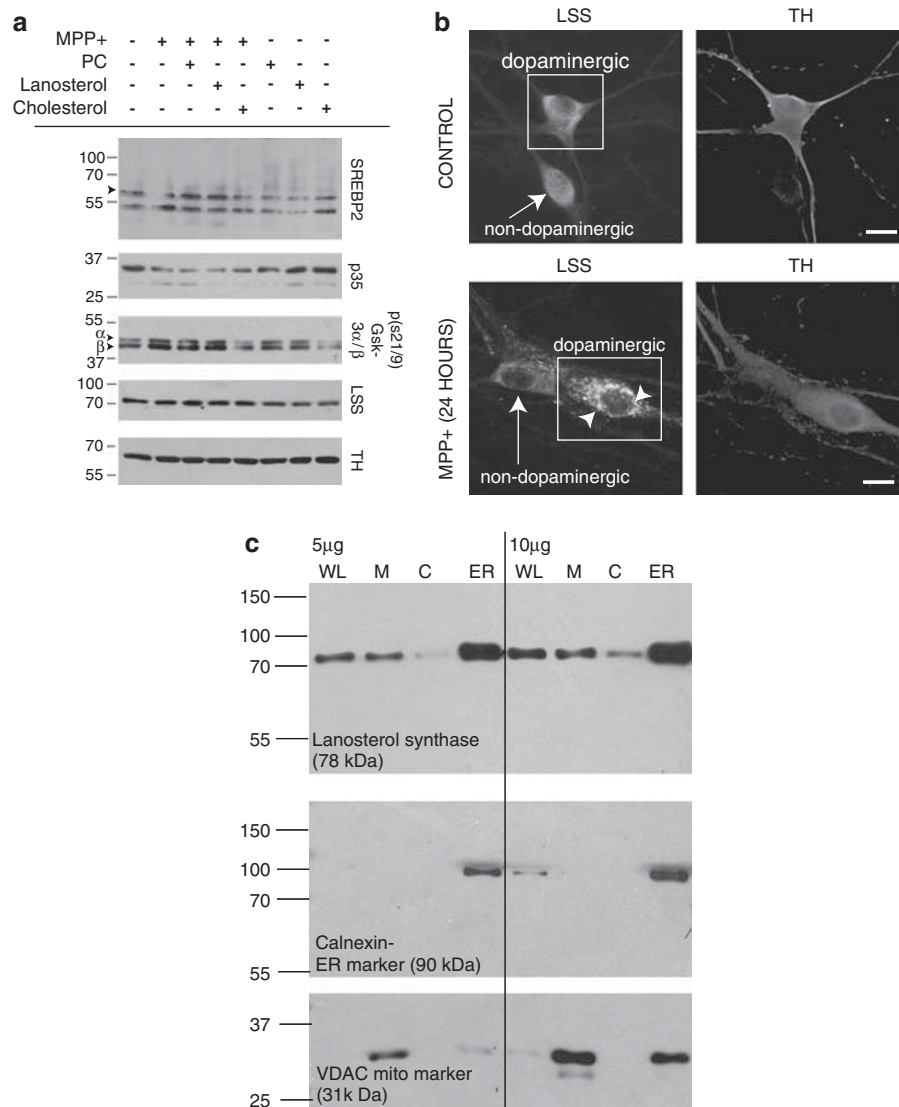 a
MPP+ - + + + + - - -
PC - - + - - + - -
Lanosterol - - - + - - + -
Cholesterol - - - - + - - +
100
70
55
SREBP2
37
25
p35
55
α
β
37
p(s21/9)
Gsk-
3α/β
100
70
LSS
70
55
TH
b
LSS TH
CONTROL
dopaminergic
non-dopaminergic
LSS TH
MPP+ (24 HOURS)
dopaminergic
non-dopaminergic
c
5μg 10μg
WL M C ER WL M C ER
150
100
70
55
Lanosterol synthase
(78 kDa)
150
100
70
55
Calnexin-
ER marker (90 kDa)
37
25
VDAC mito marker
(31k Da)